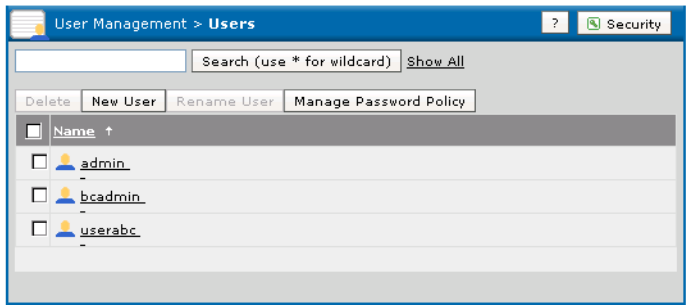 User Management > Users ? Security
Search (use * for wildcard) Show All
Delete New User Rename User Manage Password Policy
Name ↑
admin
bcadmin
userabc